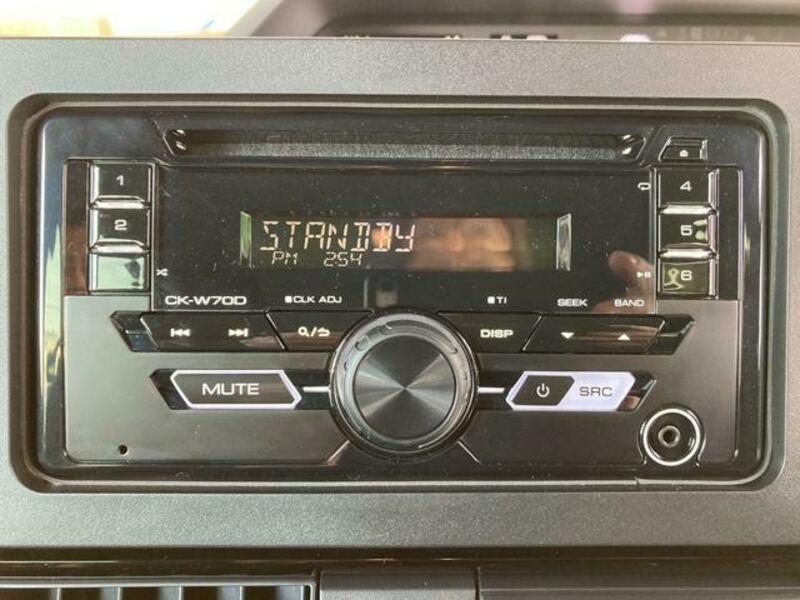 1
2
4
5
6
STANDBY
PM 2:54
CK-W70D
CLK ADJ
TI
SEEK
BAND
DISP
MUTE
SRC